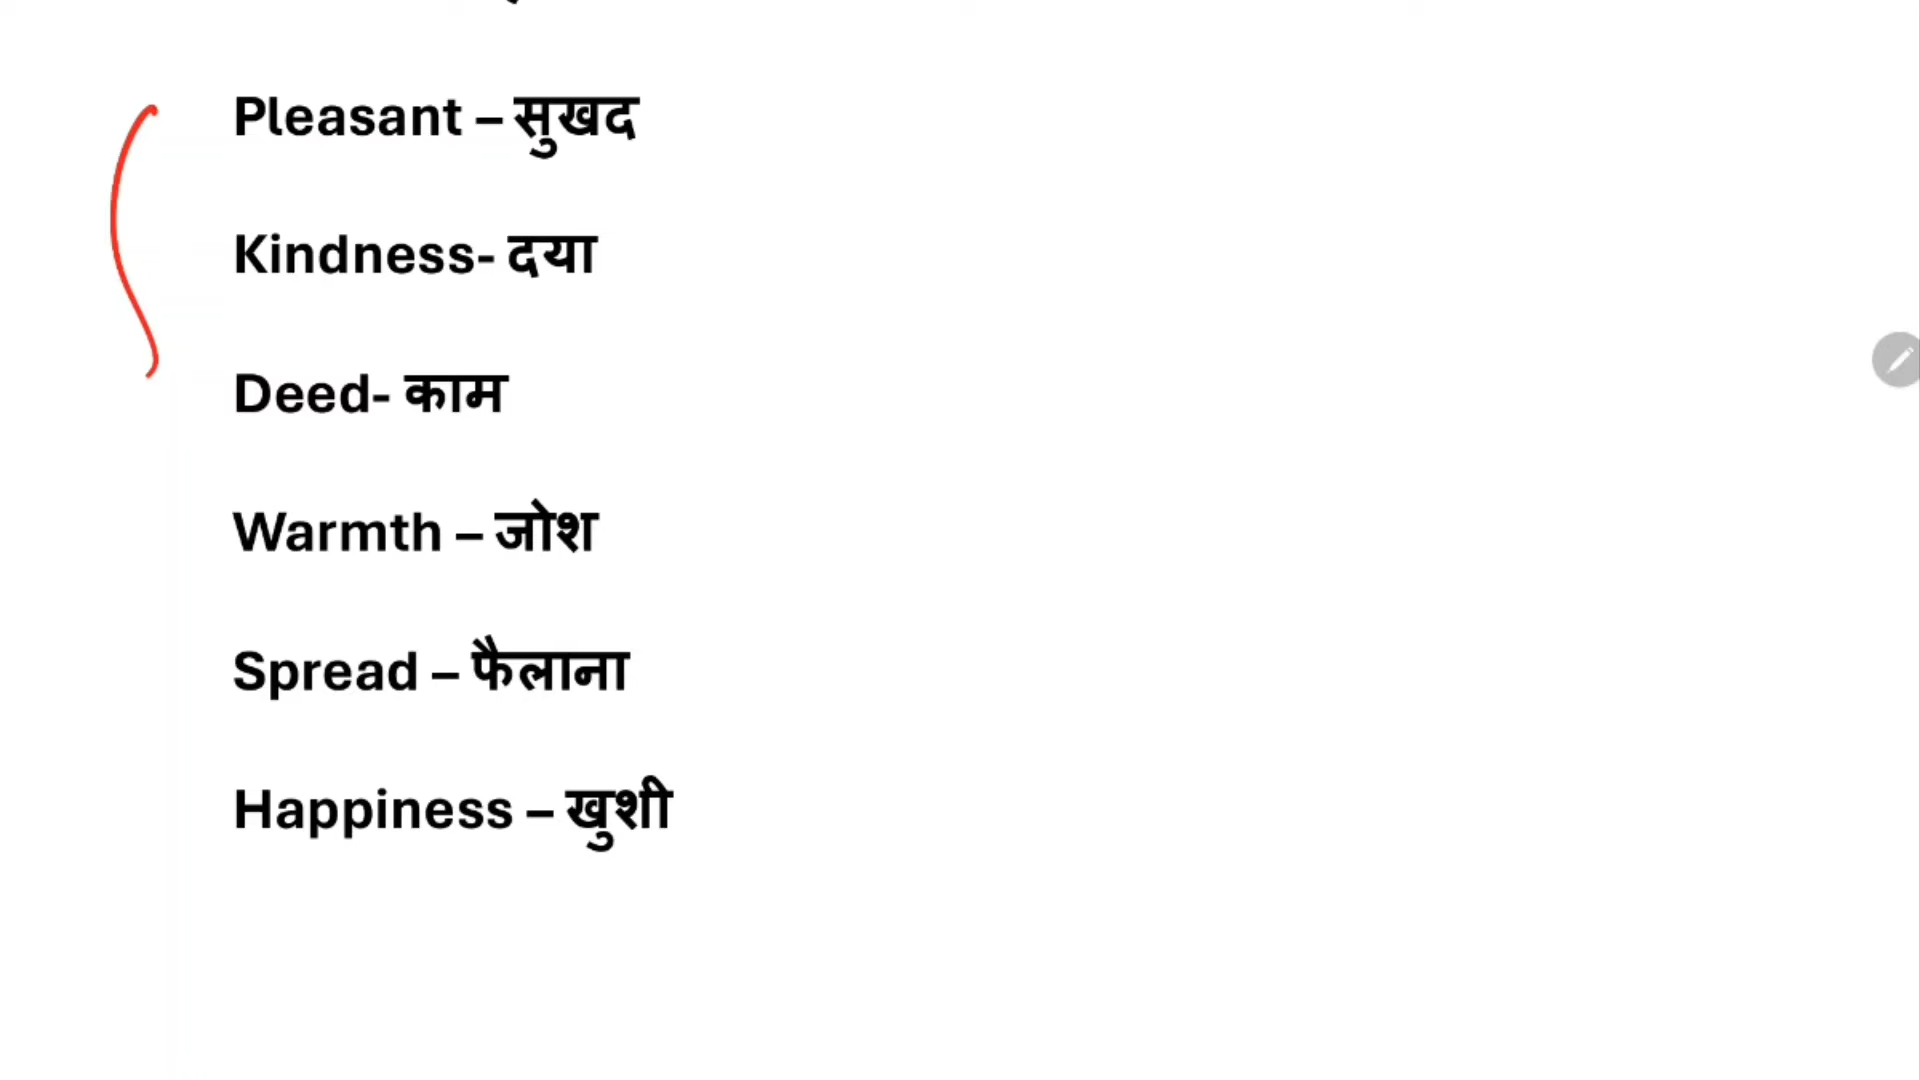 Pleasant – सुखद
Kindness- दया
Deed- काम
Warmth – जोश
Spread – फैलाना
Happiness – खुशी